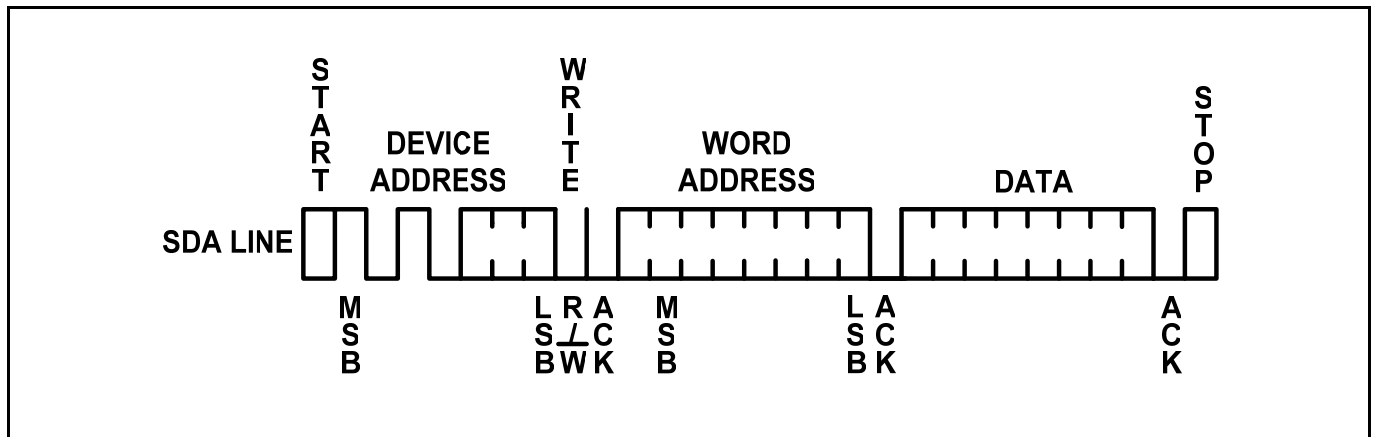 START
WRITE
STOP
DEVICE
ADDRESS
WORD
ADDRESS
DATA
SDA LINE
MSB
LSB
R/W
ACK
MSB
LSB
ACK
ACK